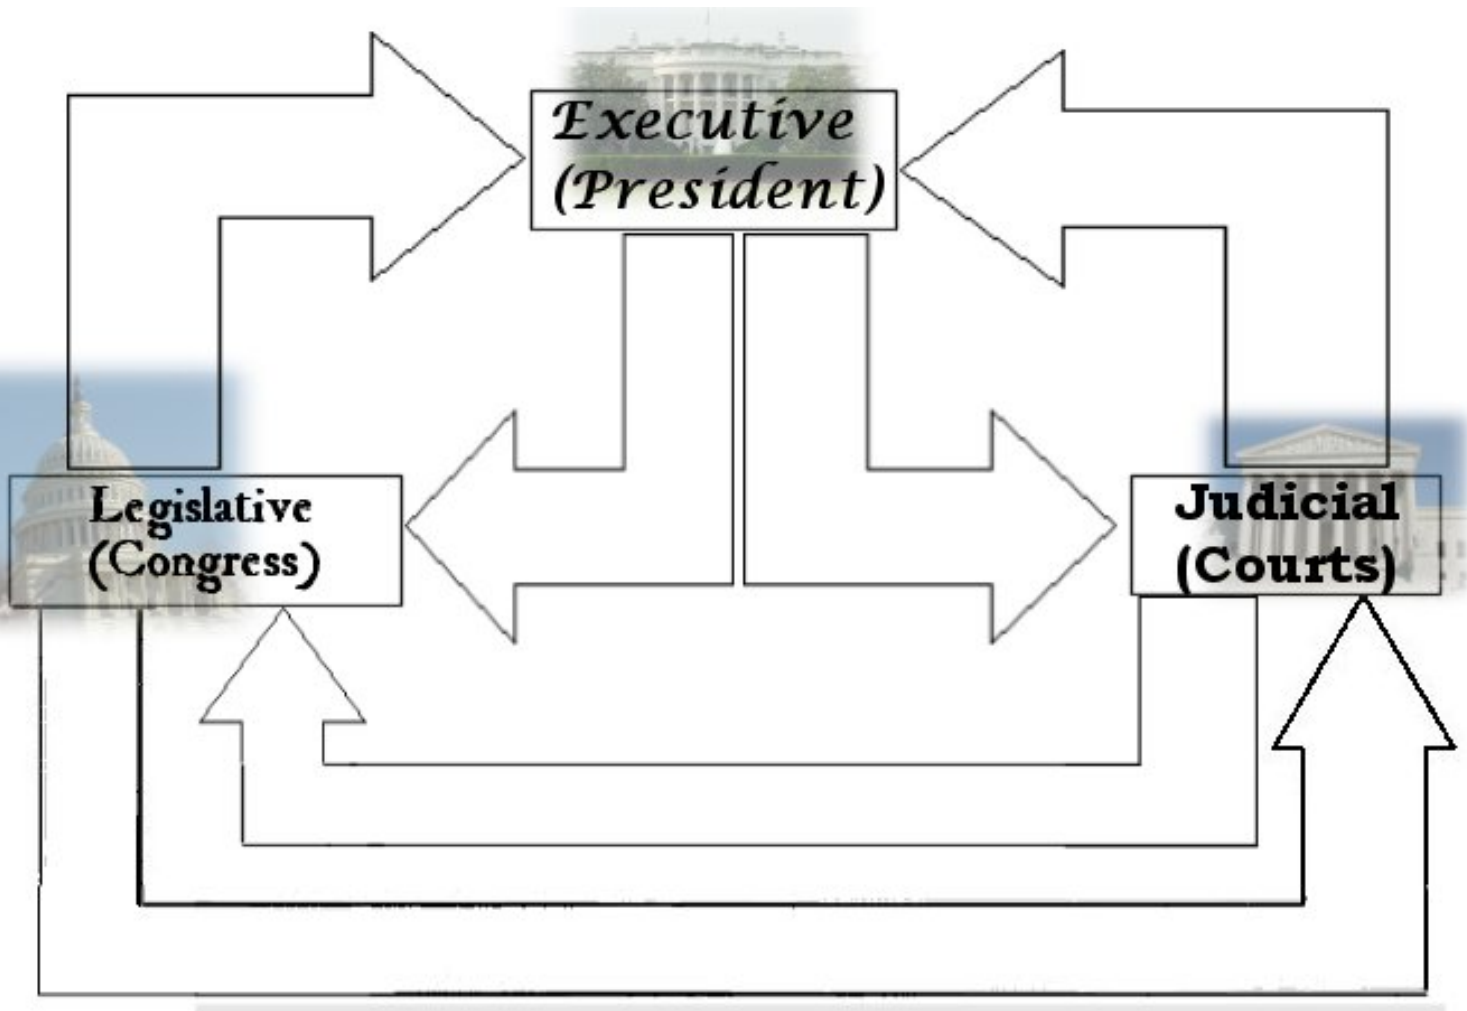 Executive
(President)
Legislative
(Congress)
Judicial
(Courts)